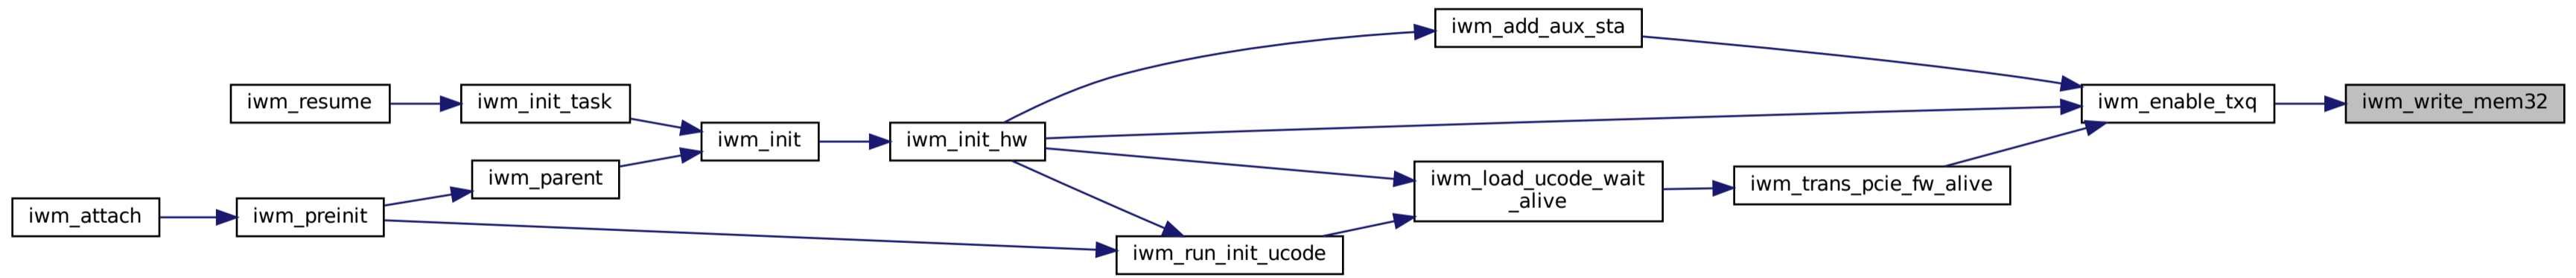 iwm_add_aux_sta
iwm_resume
iwm_init_task
iwm_enable_txq
iwm_write_mem32
iwm_init
iwm_init_hw
iwm_parent
iwm_load_ucode_wait
_alive
iwm_trans_pcie_fw_alive
iwm_attach
iwm_preinit
iwm_run_init_ucode